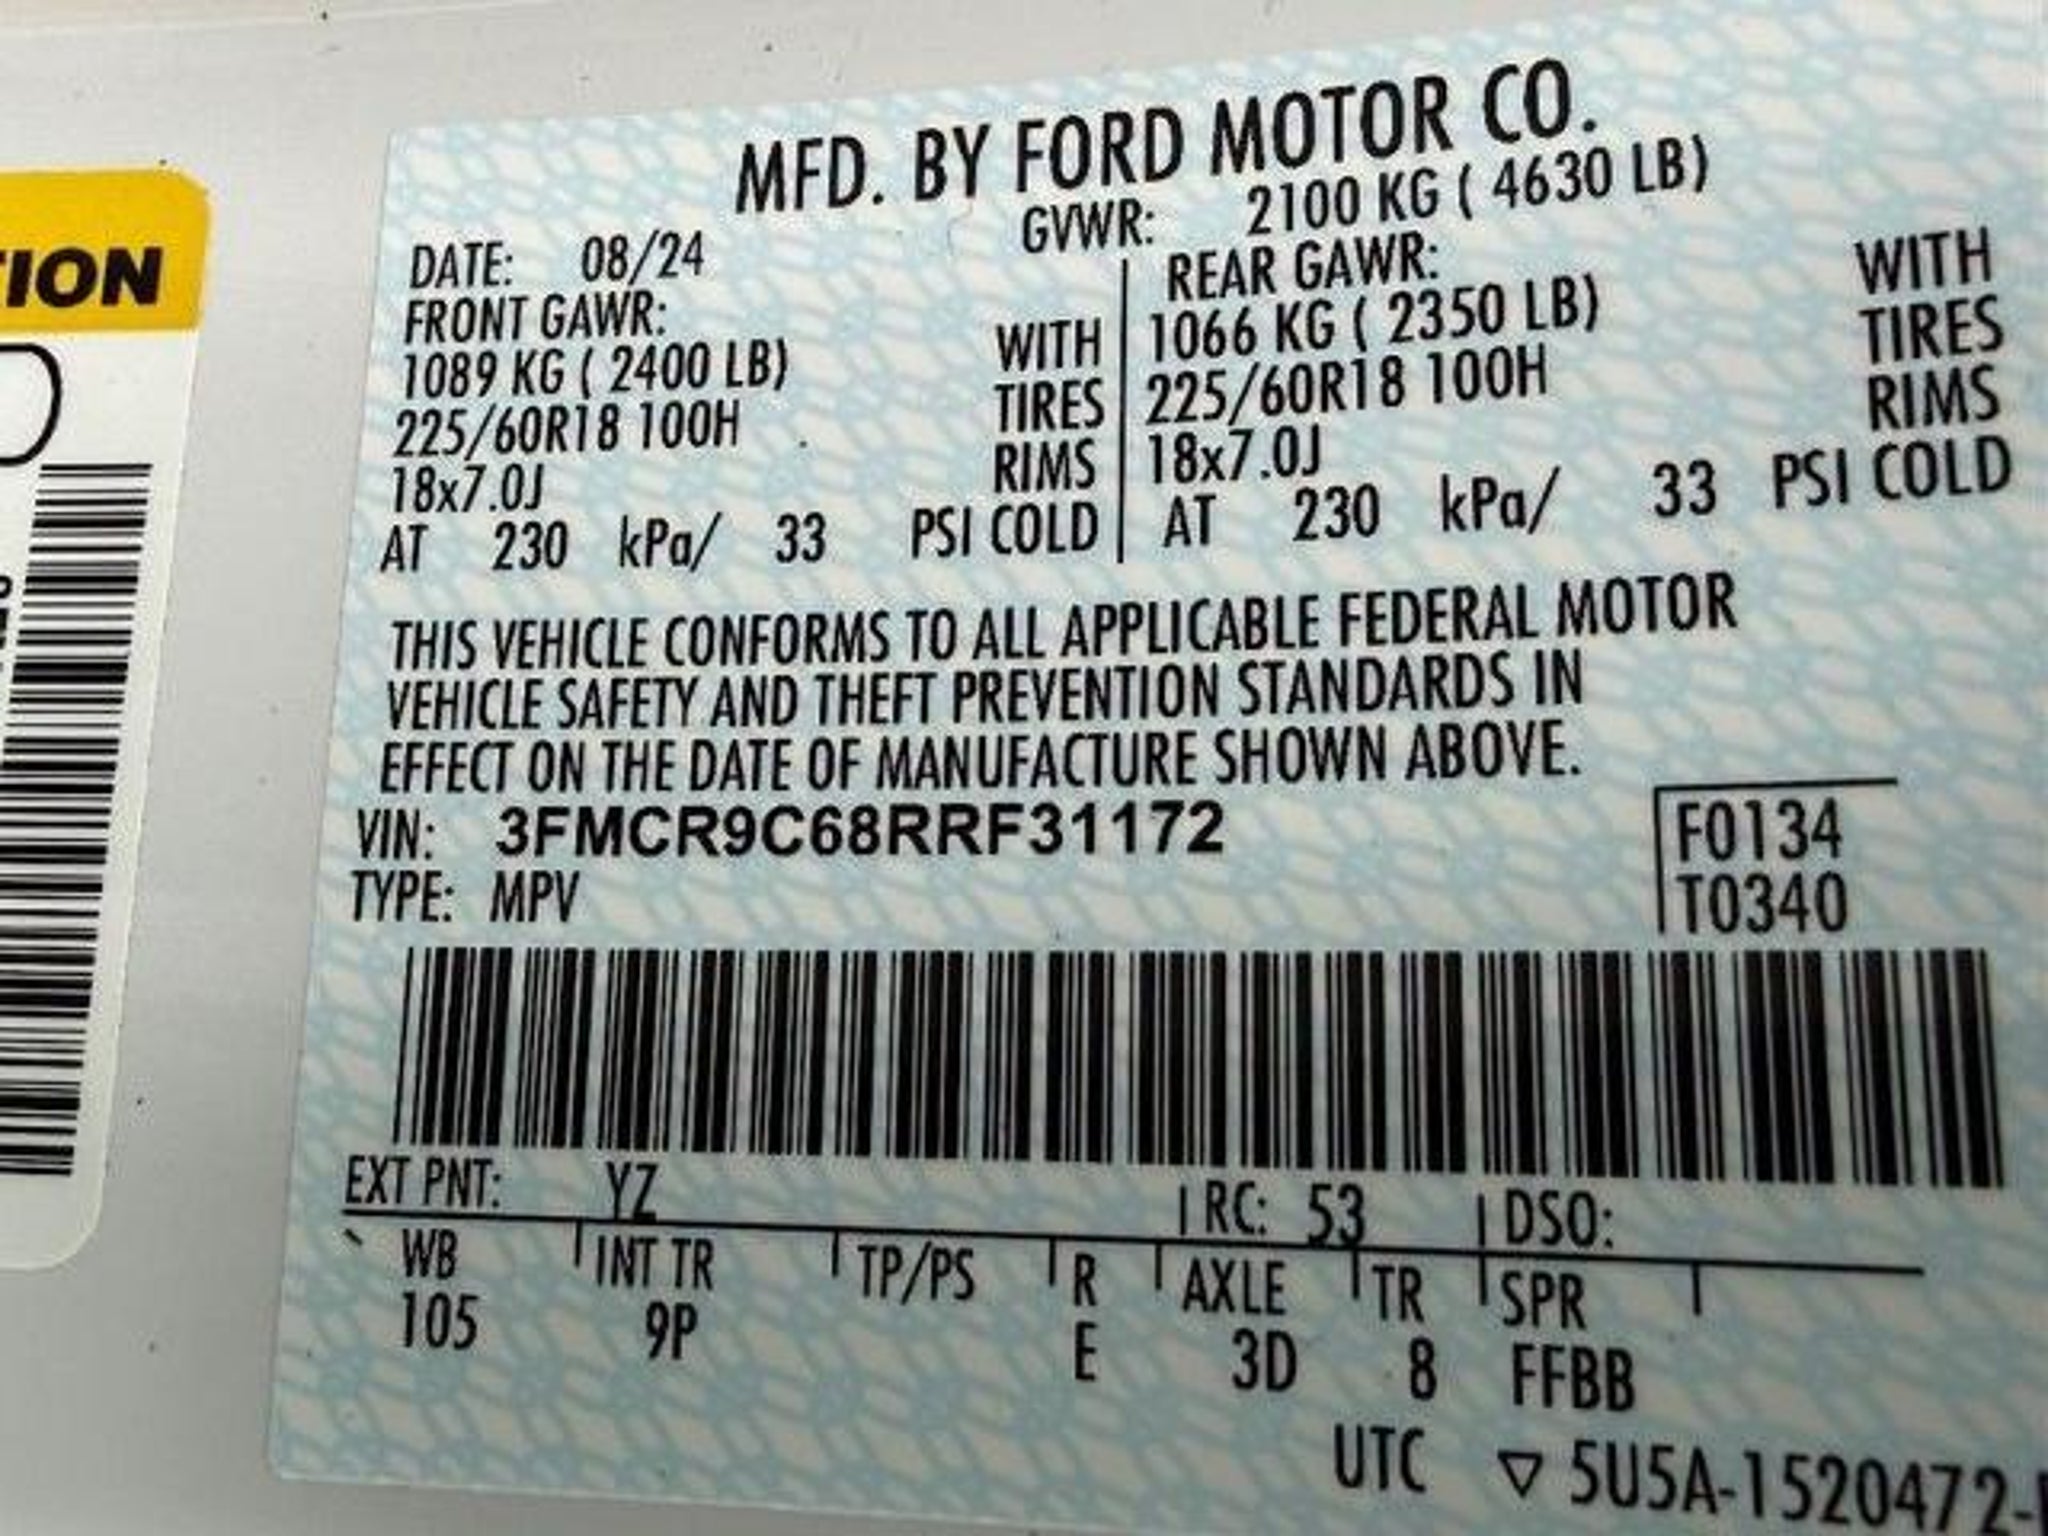 TION
MFD. BY FORD MOTOR CO.
DATE: 08/24 GVWR: 2100 KG ( 4630 LB)
FRONT GAWR: REAR GAWR:
1089 KG ( 2400 LB) WITH 1066 KG ( 2350 LB) WITH
225/60R18 100H TIRES 225/60R18 100H TIRES
18x7.0J RIMS 18x7.0J RIMS
AT 230 kPa/ 33 PSI COLD AT 230 kPa/ 33 PSI COLD
THIS VEHICLE CONFORMS TO ALL APPLICABLE FEDERAL MOTOR
VEHICLE SAFETY AND THEFT PREVENTION STANDARDS IN
EFFECT ON THE DATE OF MANUFACTURE SHOWN ABOVE.
VIN: 3FMCR9C68RRF31172 F0134
TYPE: MPV T0340
EXT PNT: YZ RC: 53 DSO:
WB INT TR TP/PS R AXLE TR SPR
105 9P E 3D 8 FFBB
UTC ▽ 5U5A-1520472-